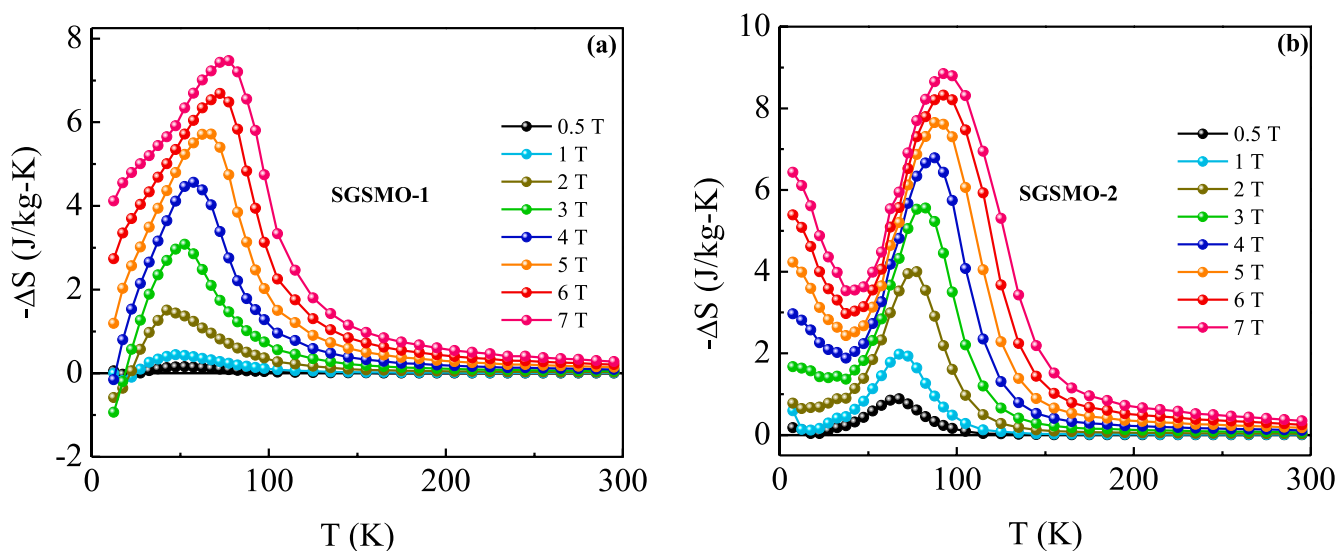 (a)
8
6
4
2
0
-2
-ΔS (J/kg-K)
0.5 T
1 T
2 T
3 T
4 T
5 T
6 T
7 T
SGSMO-1
0
100
200
300
T (K)
(b)
10
8
6
4
2
0
-ΔS (J/kg-K)
0.5 T
1 T
2 T
3 T
4 T
5 T
6 T
7 T
SGSMO-2
0
100
200
300
T (K)